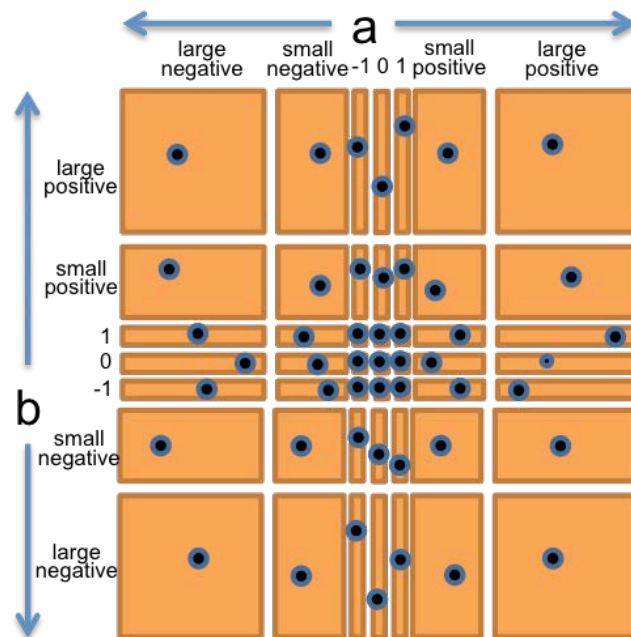 a
large
negative
small
negative
-1 0 1
small
positive
large
positive
large
positive
small
positive
1
0
-1
b
small
negative
large
negative